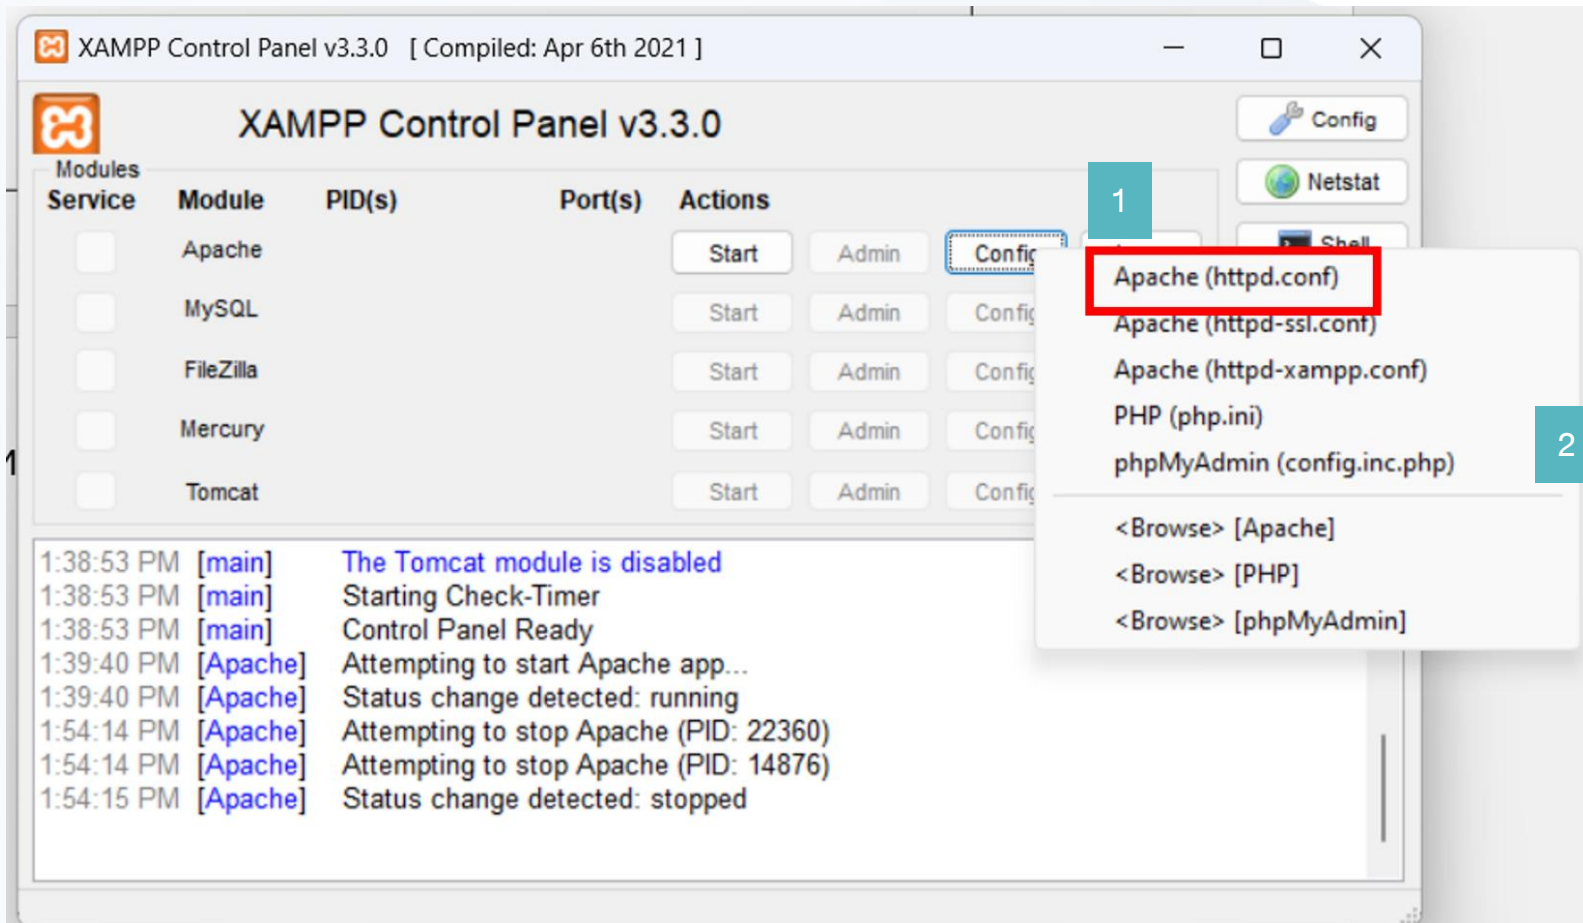 XAMPP Control Panel v3.3.0 [ Compiled: Apr 6th 2021 ]
XAMPP Control Panel v3.3.0
Config
Modules
Netstat
Service Module PID(s) Port(s) Actions
1
Shell
Apache Start Admin Config
MySQL Start Admin Config
FileZilla Start Admin Config
Mercury Start Admin Config
Tomcat Start Admin Config
Apache (httpd.conf)
Apache (httpd-ssl.conf)
Apache (httpd-xampp.conf)
PHP (php.ini)
phpMyAdmin (config.inc.php)
2
<Browse> [Apache]
<Browse> [PHP]
<Browse> [phpMyAdmin]
1:38:53 PM [main] The Tomcat module is disabled
1:38:53 PM [main] Starting Check-Timer
1:38:53 PM [main] Control Panel Ready
1:39:40 PM [Apache] Attempting to start Apache app...
1:39:40 PM [Apache] Status change detected: running
1:54:14 PM [Apache] Attempting to stop Apache (PID: 22360)
1:54:14 PM [Apache] Attempting to stop Apache (PID: 14876)
1:54:15 PM [Apache] Status change detected: stopped